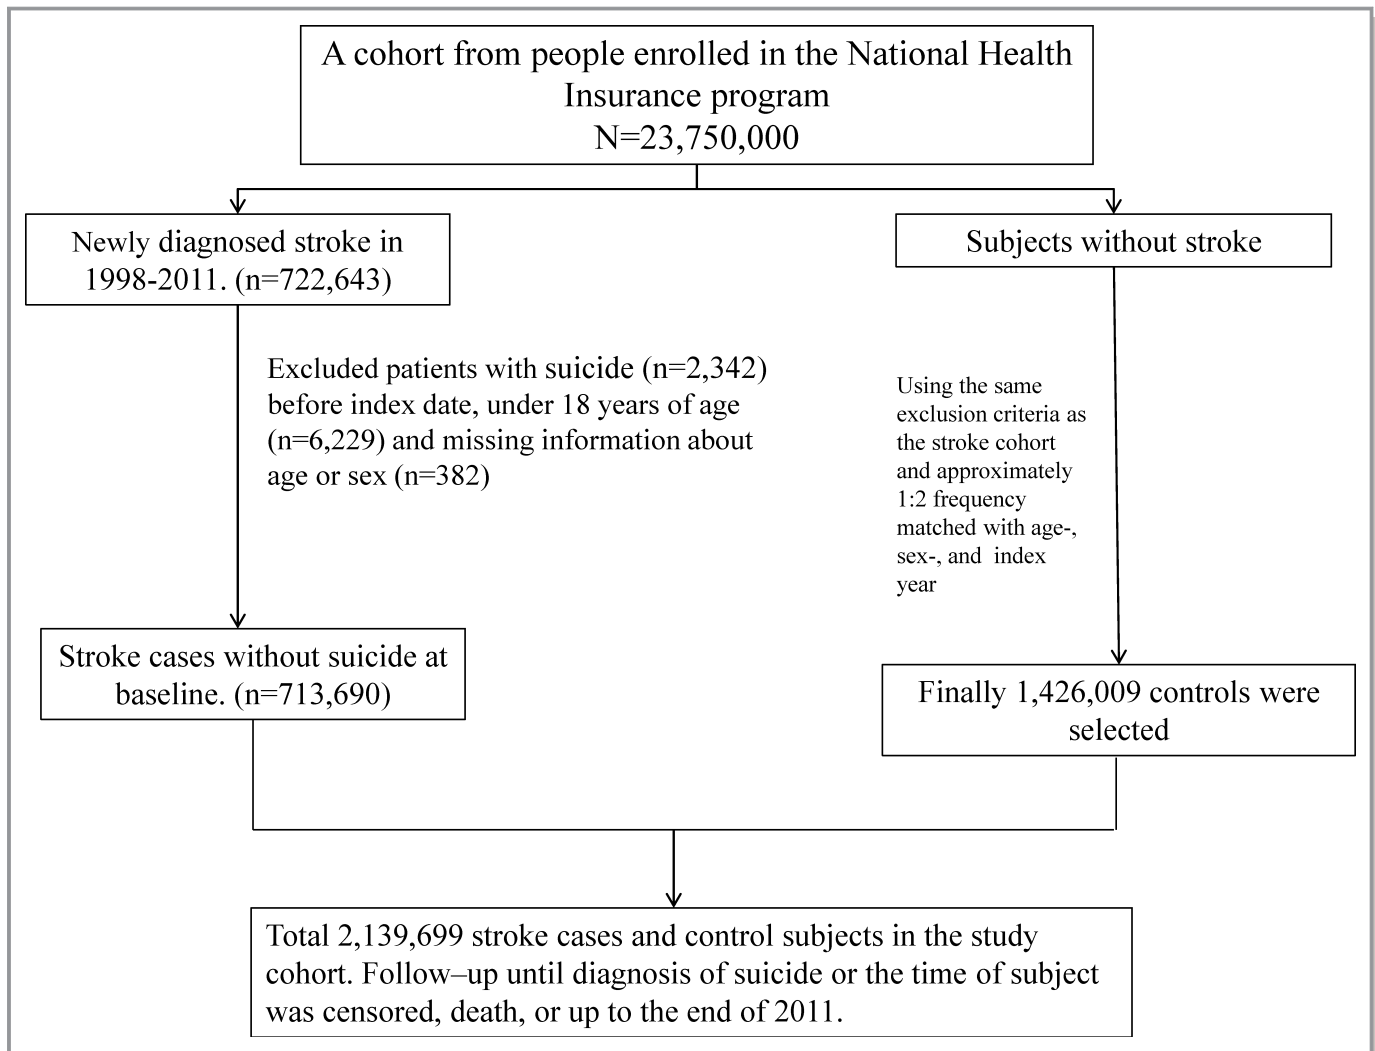 A cohort from people enrolled in the National Health
Insurance program
N=23,750,000
Newly diagnosed stroke in
1998-2011. (n=722,643)
Subjects without stroke
Excluded patients with suicide (n=2,342)
before index date, under 18 years of age
(n=6,229) and missing information about
age or sex (n=382)
Using the same
exclusion criteria as
the stroke cohort
and approximately
1:2 frequency
matched with age-,
sex-, and  index
year
Stroke cases without suicide at
baseline. (n=713,690)
Finally 1,426,009 controls were
selected
Total 2,139,699 stroke cases and control subjects in the study
cohort. Follow–up until diagnosis of suicide or the time of subject
was censored, death, or up to the end of 2011.